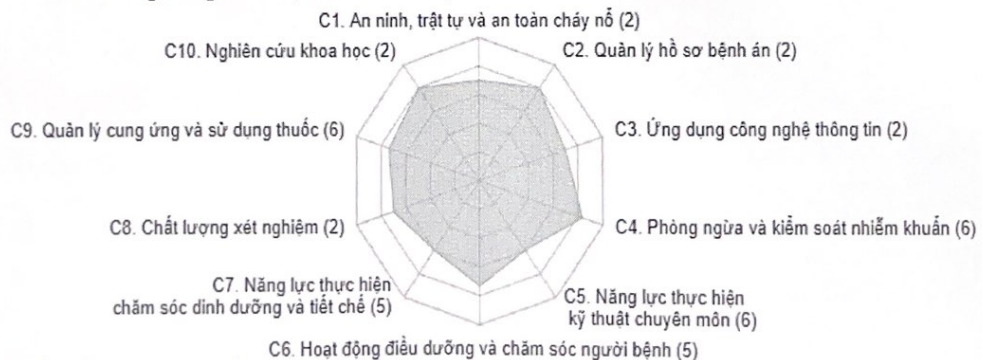 C1. An ninh, trật tự và an toàn cháy nổ (2)
C10. Nghiên cứu khoa học (2)
C2. Quản lý hồ sơ bệnh án (2)
C9. Quản lý cung ứng và sử dụng thuốc (6)
C3. Ứng dụng công nghệ thông tin (2)
C8. Chất lượng xét nghiệm (2)
C4. Phòng ngừa và kiểm soát nhiễm khuẩn (6)
C7. Năng lực thực hiện
chăm sóc dinh dưỡng và tiết chế (5)
C5. Năng lực thực hiện
kỹ thuật chuyên môn (6)
C6. Hoạt động điều dưỡng và chăm sóc người bệnh (5)